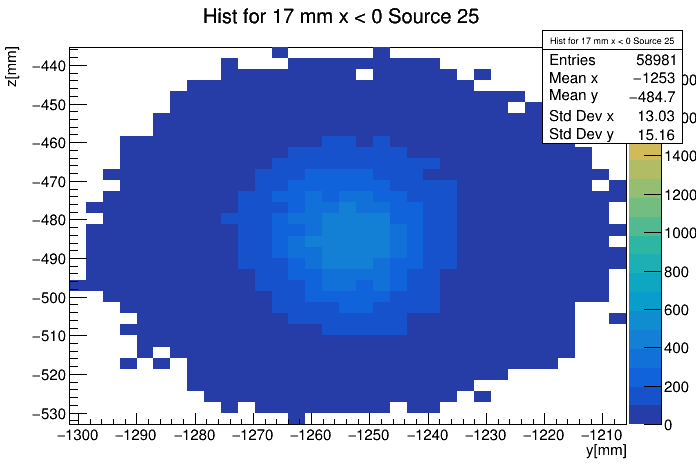 Hist for 17 mm x < 0 Source 25
Hist for 17 mm x < 0 Source 25
Entries 58981
Mean x −1253
Mean y −484.7
Std Dev x 13.03
Std Dev y 15.16
z[mm]
−440
−450
−460
−470
−480
−490
−500
−510
−520
−530
1400
1200
1000
800
600
400
200
0
−1300 −1290 −1280 −1270 −1260 −1250 −1240 −1230 −1220 −1210
y[mm]